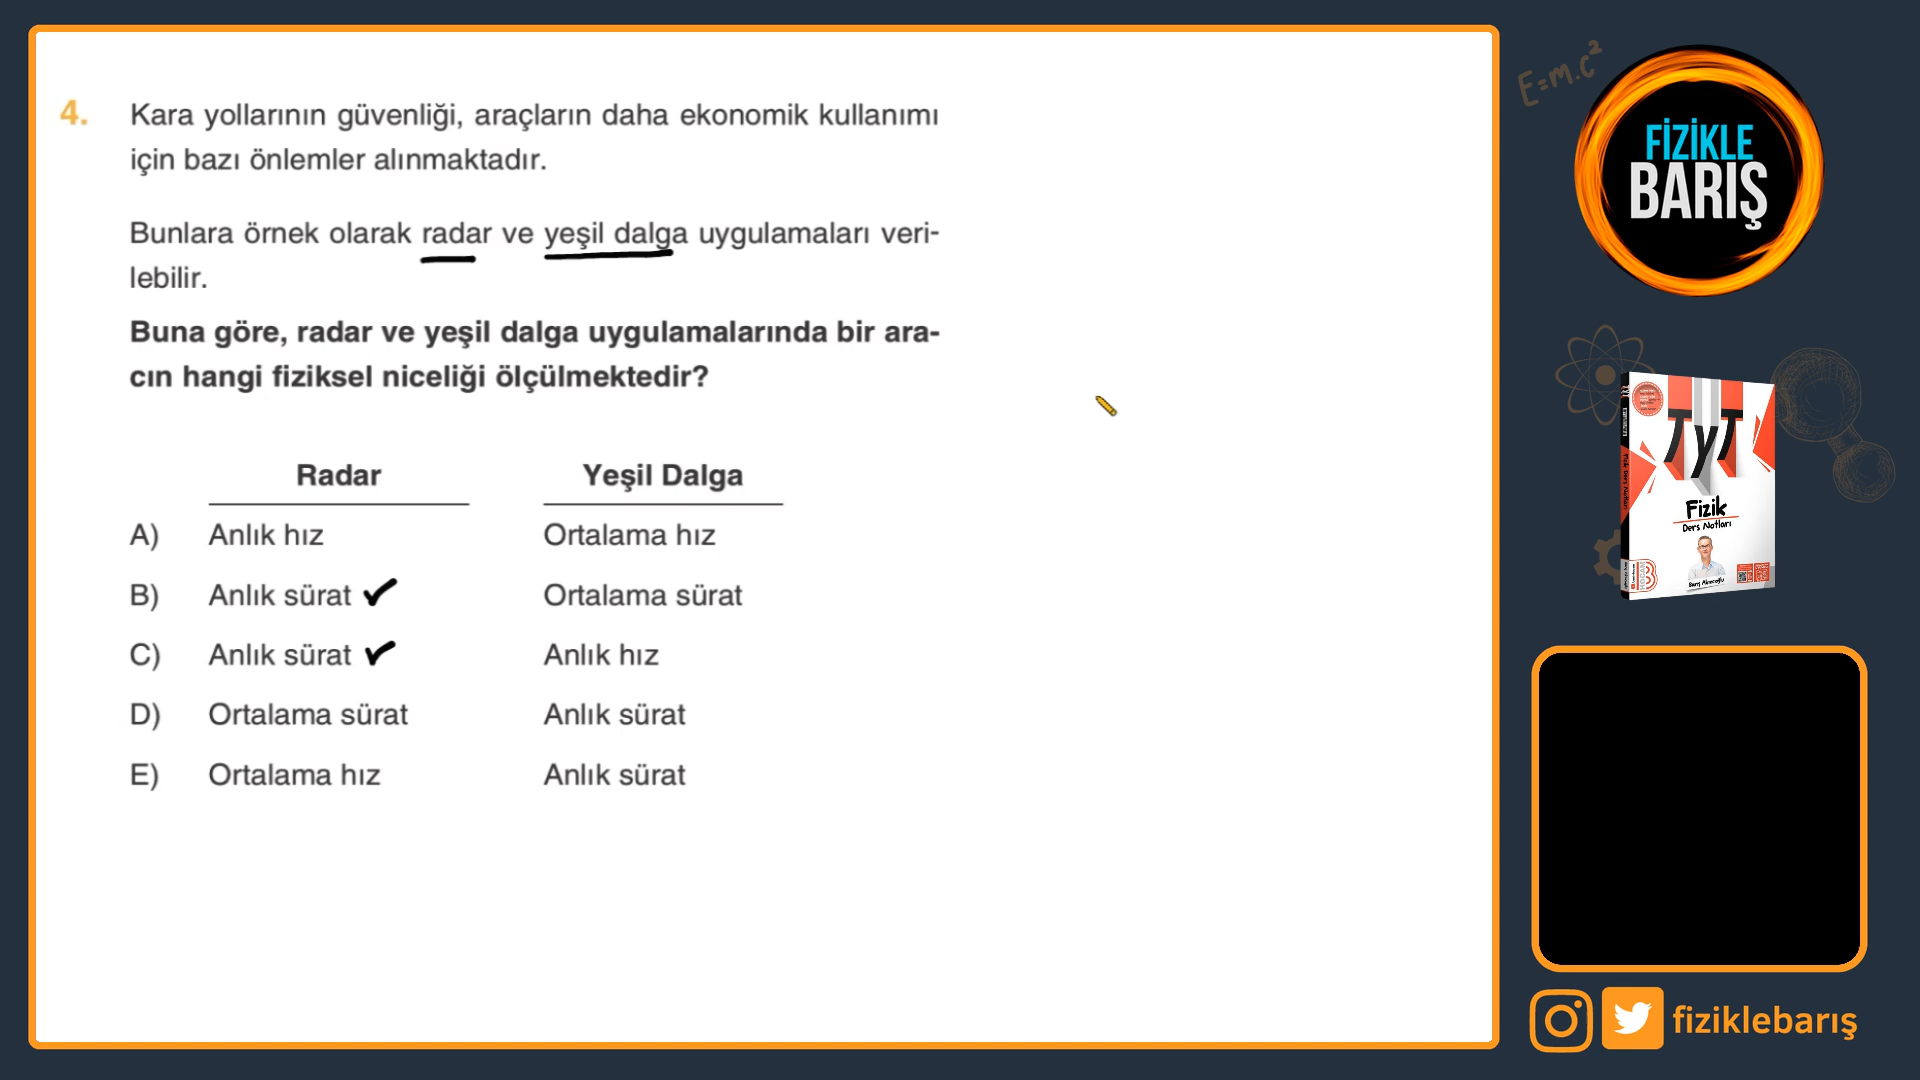 E=m.c²
FİZİKLE
BARIŞ
4. Kara yollarının güvenliği, araçların daha ekonomik kullanımı
için bazı önlemler alınmaktadır.
Bunlara örnek olarak radar ve yeşil dalga uygulamaları veri-
lebilir.
Buna göre, radar ve yeşil dalga uygulamalarında bir ara-
cın hangi fiziksel niceliği ölçülmektedir?
Radar Yeşil Dalga
A) Anlık hız Ortalama hız
B) Anlık sürat Ortalama sürat
C) Anlık sürat Anlık hız
D) Ortalama sürat Anlık sürat
E) Ortalama hız Anlık sürat
TYT
Fizik
Ders Notları
fiziklebarış